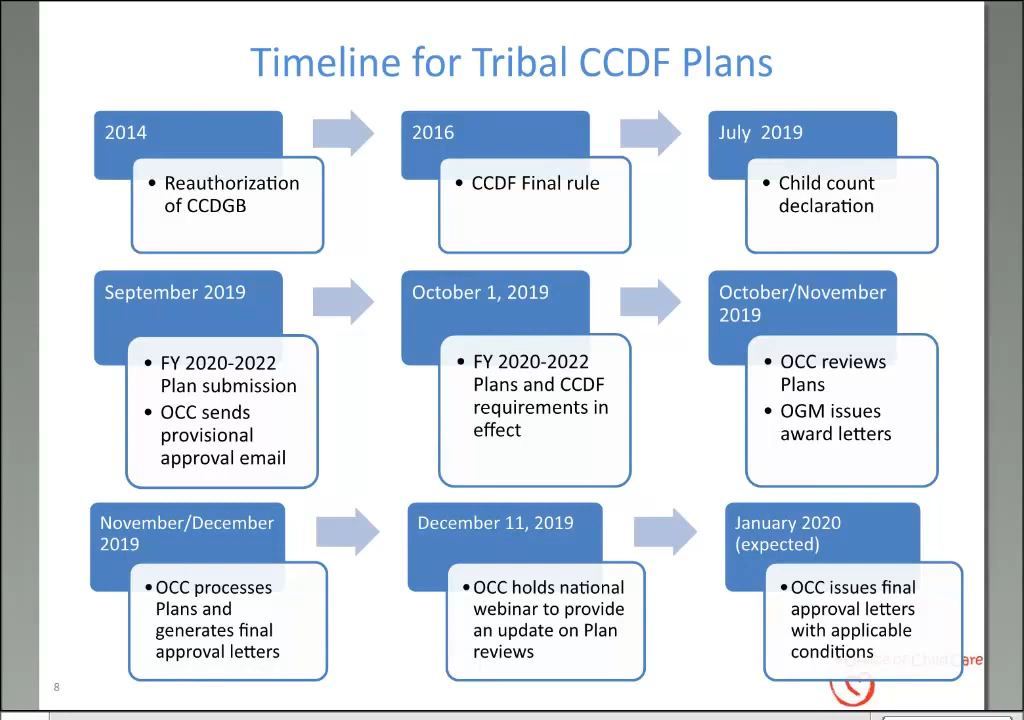 Timeline for Tribal CCDF Plans
2014
• Reauthorization
of CCDGB
2016
• CCDF Final rule
July 2019
• Child count
declaration
September 2019
• FY 2020-2022
Plan submission
• OCC sends
provisional
approval email
October 1, 2019
• FY 2020-2022
Plans and CCDF
requirements in
effect
October/November
2019
• OCC reviews
Plans
• OGM issues
award letters
November/December
2019
• OCC processes
Plans and
generates final
approval letters
December 11, 2019
• OCC holds national
webinar to provide
an update on Plan
reviews
January 2020
(expected)
• OCC issues final
approval letters
with applicable
conditions
Office of Child Care
8